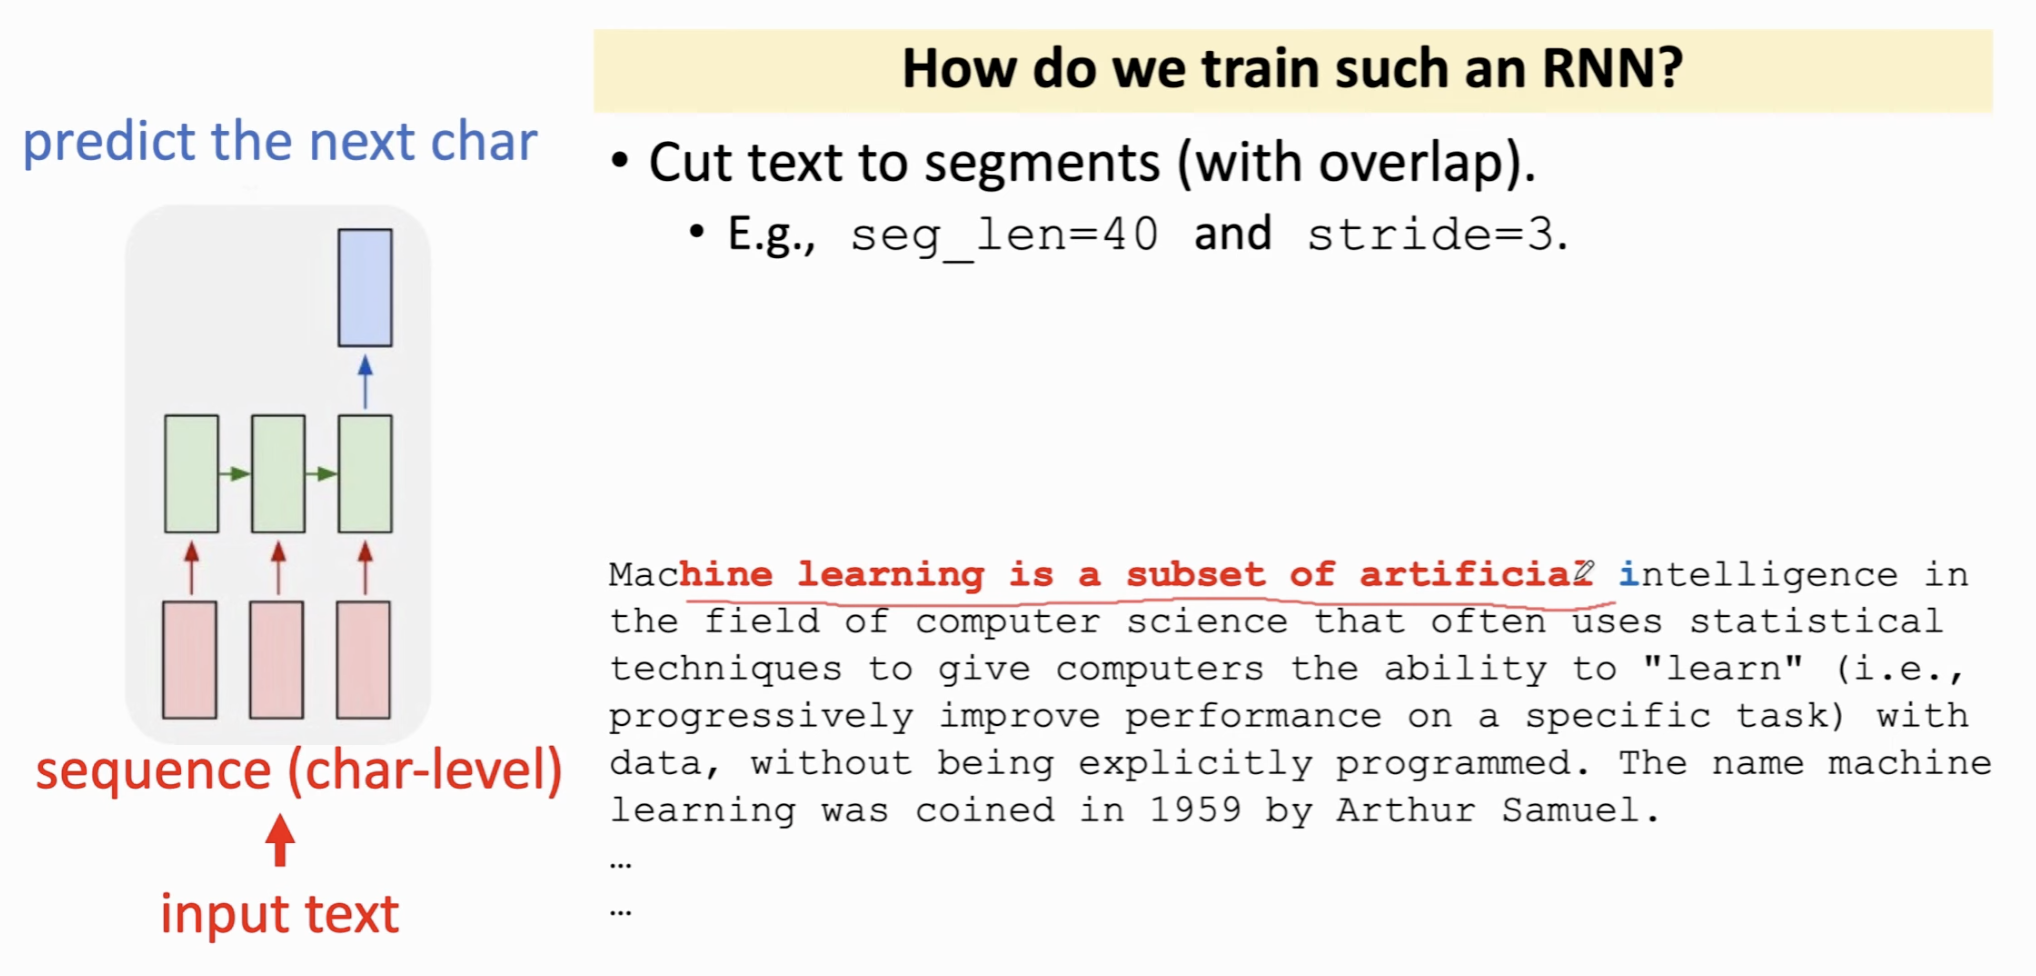 How do we train such an RNN?
predict the next char
• Cut text to segments (with overlap).
• E.g., seg_len=40 and stride=3.
Machine learning is a subset of artificial intelligence in
the field of computer science that often uses statistical
techniques to give computers the ability to "learn" (i.e.,
progressively improve performance on a specific task) with
data, without being explicitly programmed. The name machine
learning was coined in 1959 by Arthur Samuel.
…
…
sequence (char-level)
input text